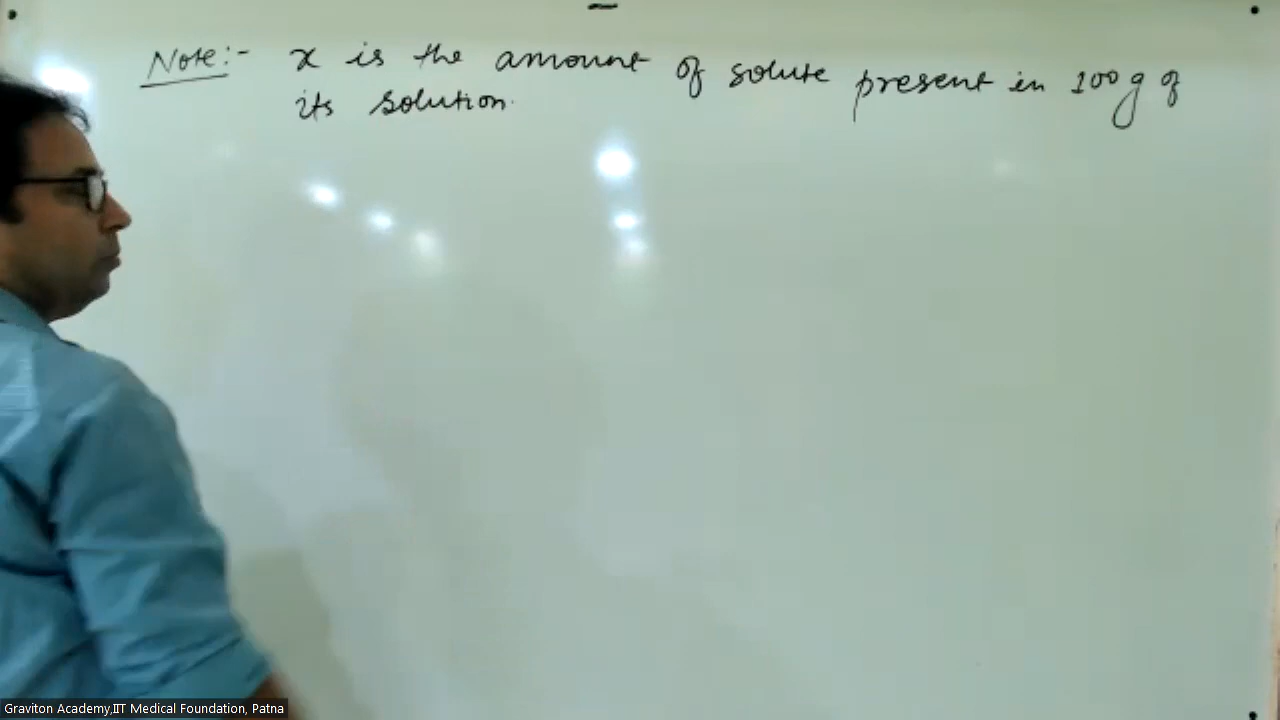 Note:- x is the amount of solute present in 100 g of
its solution.
Graviton Academy,IIT Medical Foundation, Patna